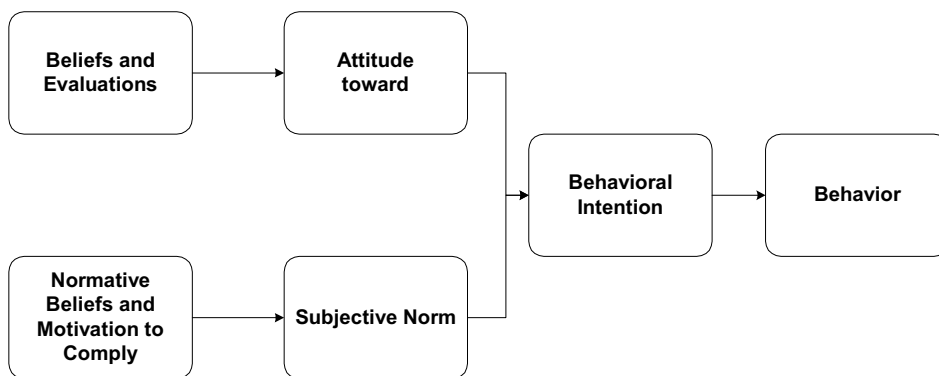 Beliefs and
Evaluations
Attitude
toward
Behavioral
Intention
Behavior
Normative
Beliefs and
Motivation to
Comply
Subjective Norm